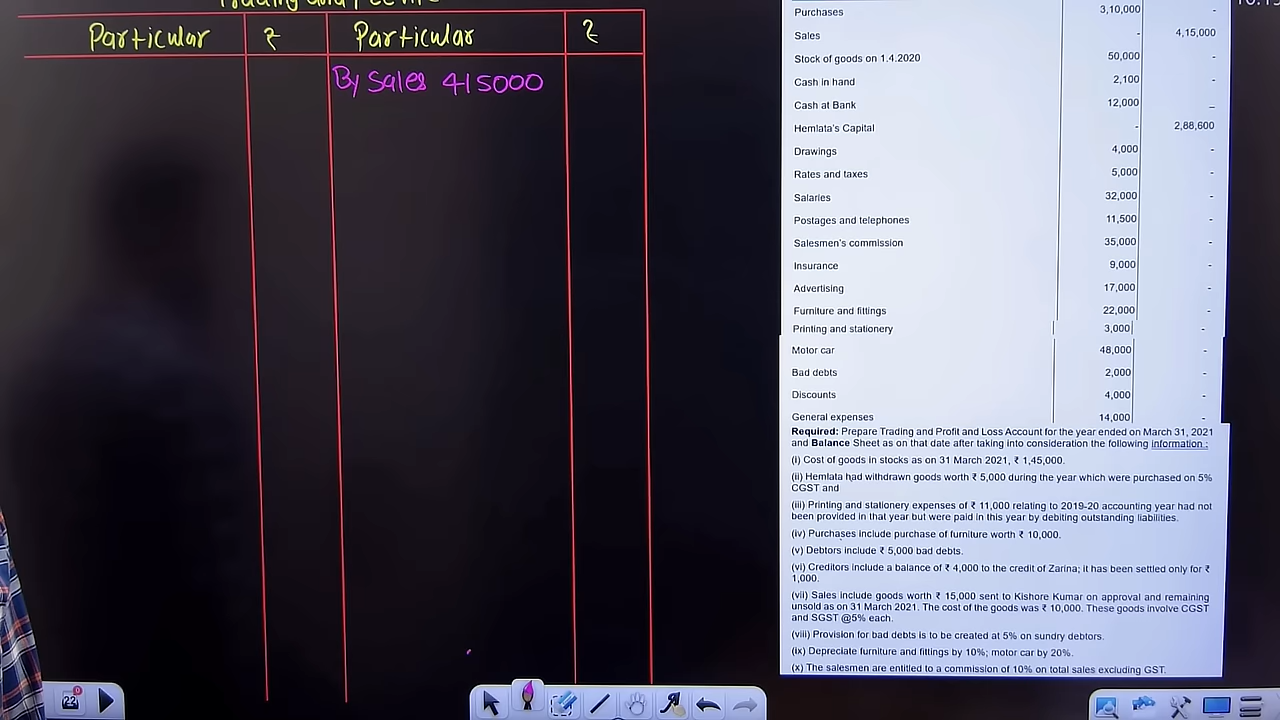 Particular ₹ Particular ₹
By Sales 415000
Purchases 3,10,000 -
Sales - 4,15,000
Stock of goods on 1.4.2020 50,000 -
Cash in hand 2,100 -
Cash at Bank 12,000 _
Hemlata's Capital - 2,88,600
Drawings 4,000 -
Rates and taxes 5,000 -
Salaries 32,000 -
Postages and telephones 11,500 -
Salesmen's commission 35,000 -
Insurance 9,000 -
Advertising 17,000 -
Furniture and fittings 22,000 -
Printing and stationery 3,000 -
Motor car 48,000 -
Bad debts 2,000 -
Discounts 4,000 -
General expenses 14,000 -
Required: Prepare Trading and Profit and Loss Account for the year ended on March 31, 2021
and Balance Sheet as on that date after taking into consideration the following information :
(i) Cost of goods in stocks as on 31 March 2021, ₹ 1,45,000.
(ii) Hemlata had withdrawn goods worth ₹ 5,000 during the year which were purchased on 5%
CGST and
(iii) Printing and stationery expenses of ₹ 11,000 relating to 2019-20 accounting year had not
been provided in that year but were paid in this year by debiting outstanding liabilities.
(iv) Purchases include purchase of furniture worth ₹ 10,000.
(v) Debtors include ₹ 5,000 bad debts.
(vi) Creditors include a balance of ₹ 4,000 to the credit of Zarina; it has been settled only for ₹
1,000.
(vii) Sales include goods worth ₹ 15,000 sent to Kishore Kumar on approval and remaining
unsold as on 31 March 2021. The cost of the goods was ₹ 10,000. These goods involve CGST
and SGST @5% each.
(viii) Provision for bad debts is to be created at 5% on sundry debtors.
(ix) Depreciate furniture and fittings by 10%; motor car by 20%.
(x) The salesmen are entitled to a commission of 10% on total sales excluding GST.
22